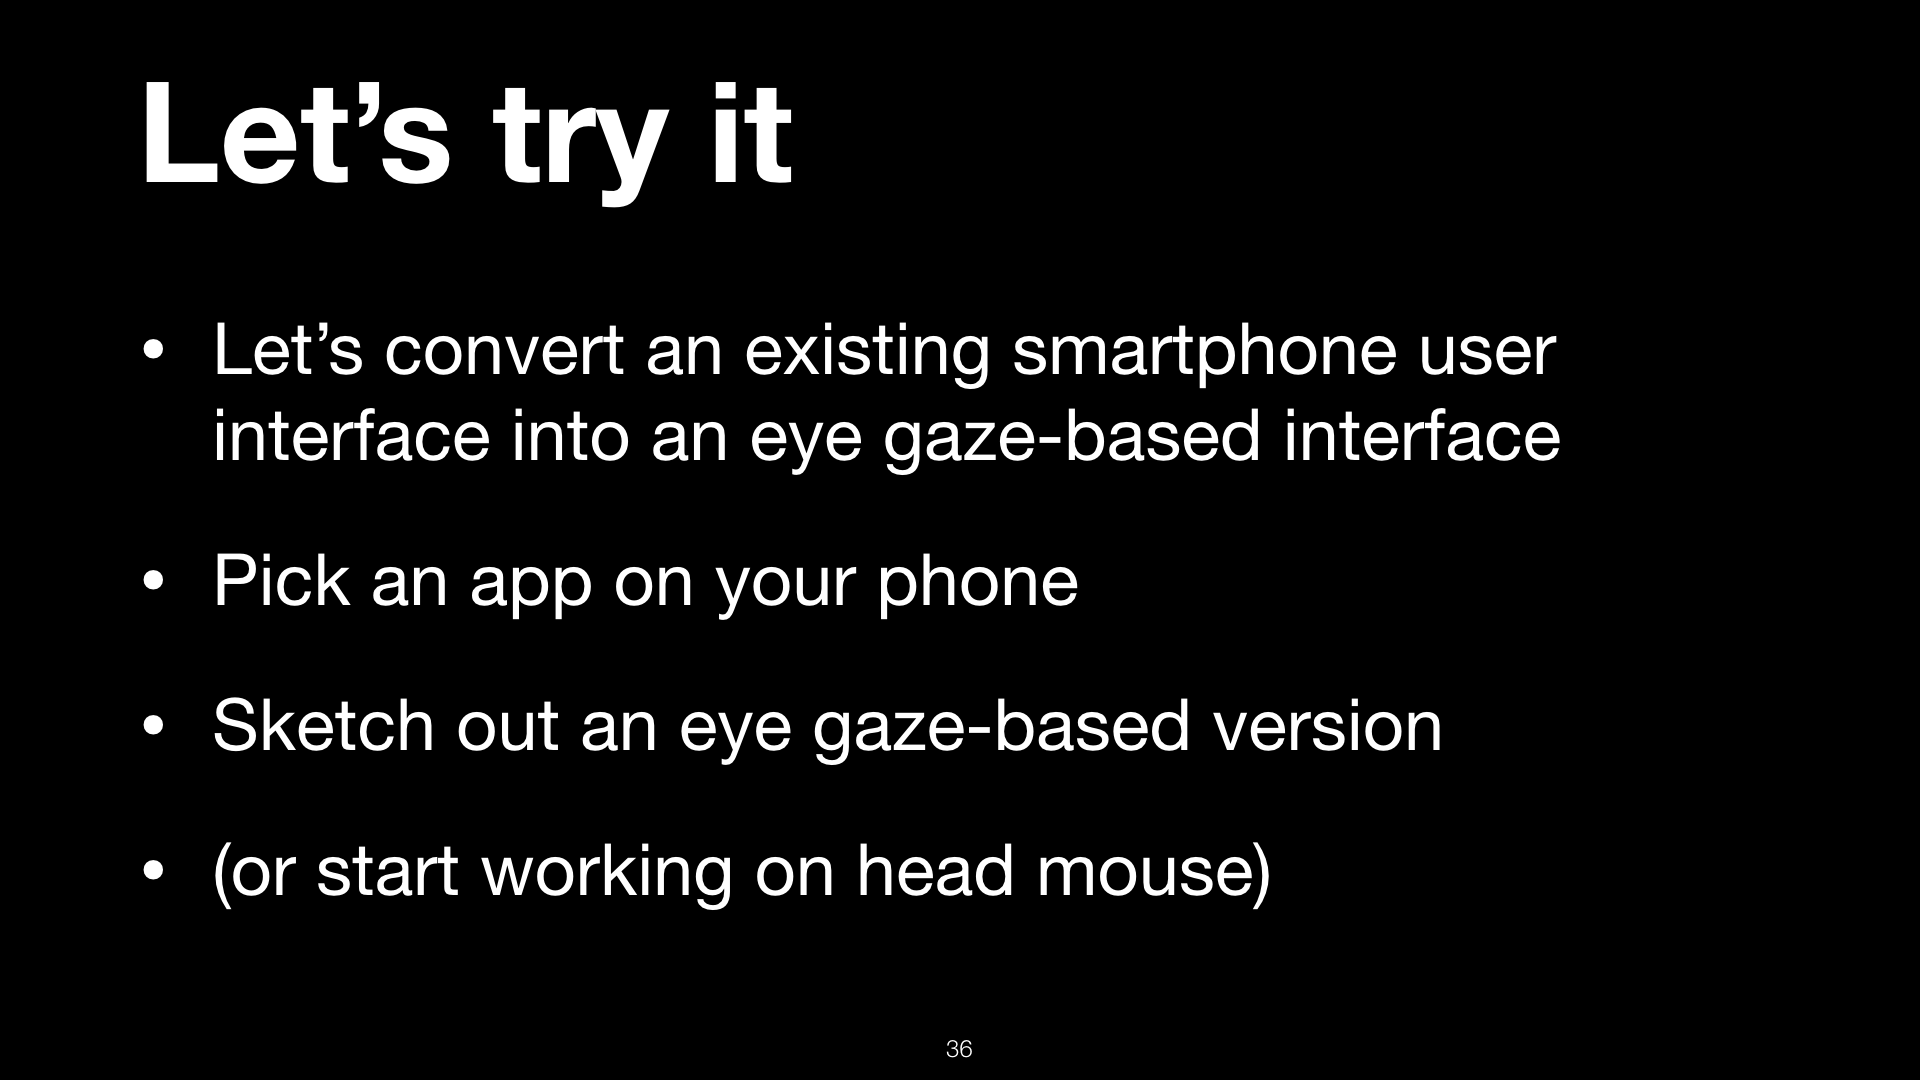 Let’s try it
• Let’s convert an existing smartphone user
interface into an eye gaze-based interface
• Pick an app on your phone
• Sketch out an eye gaze-based version
• (or start working on head mouse)
36